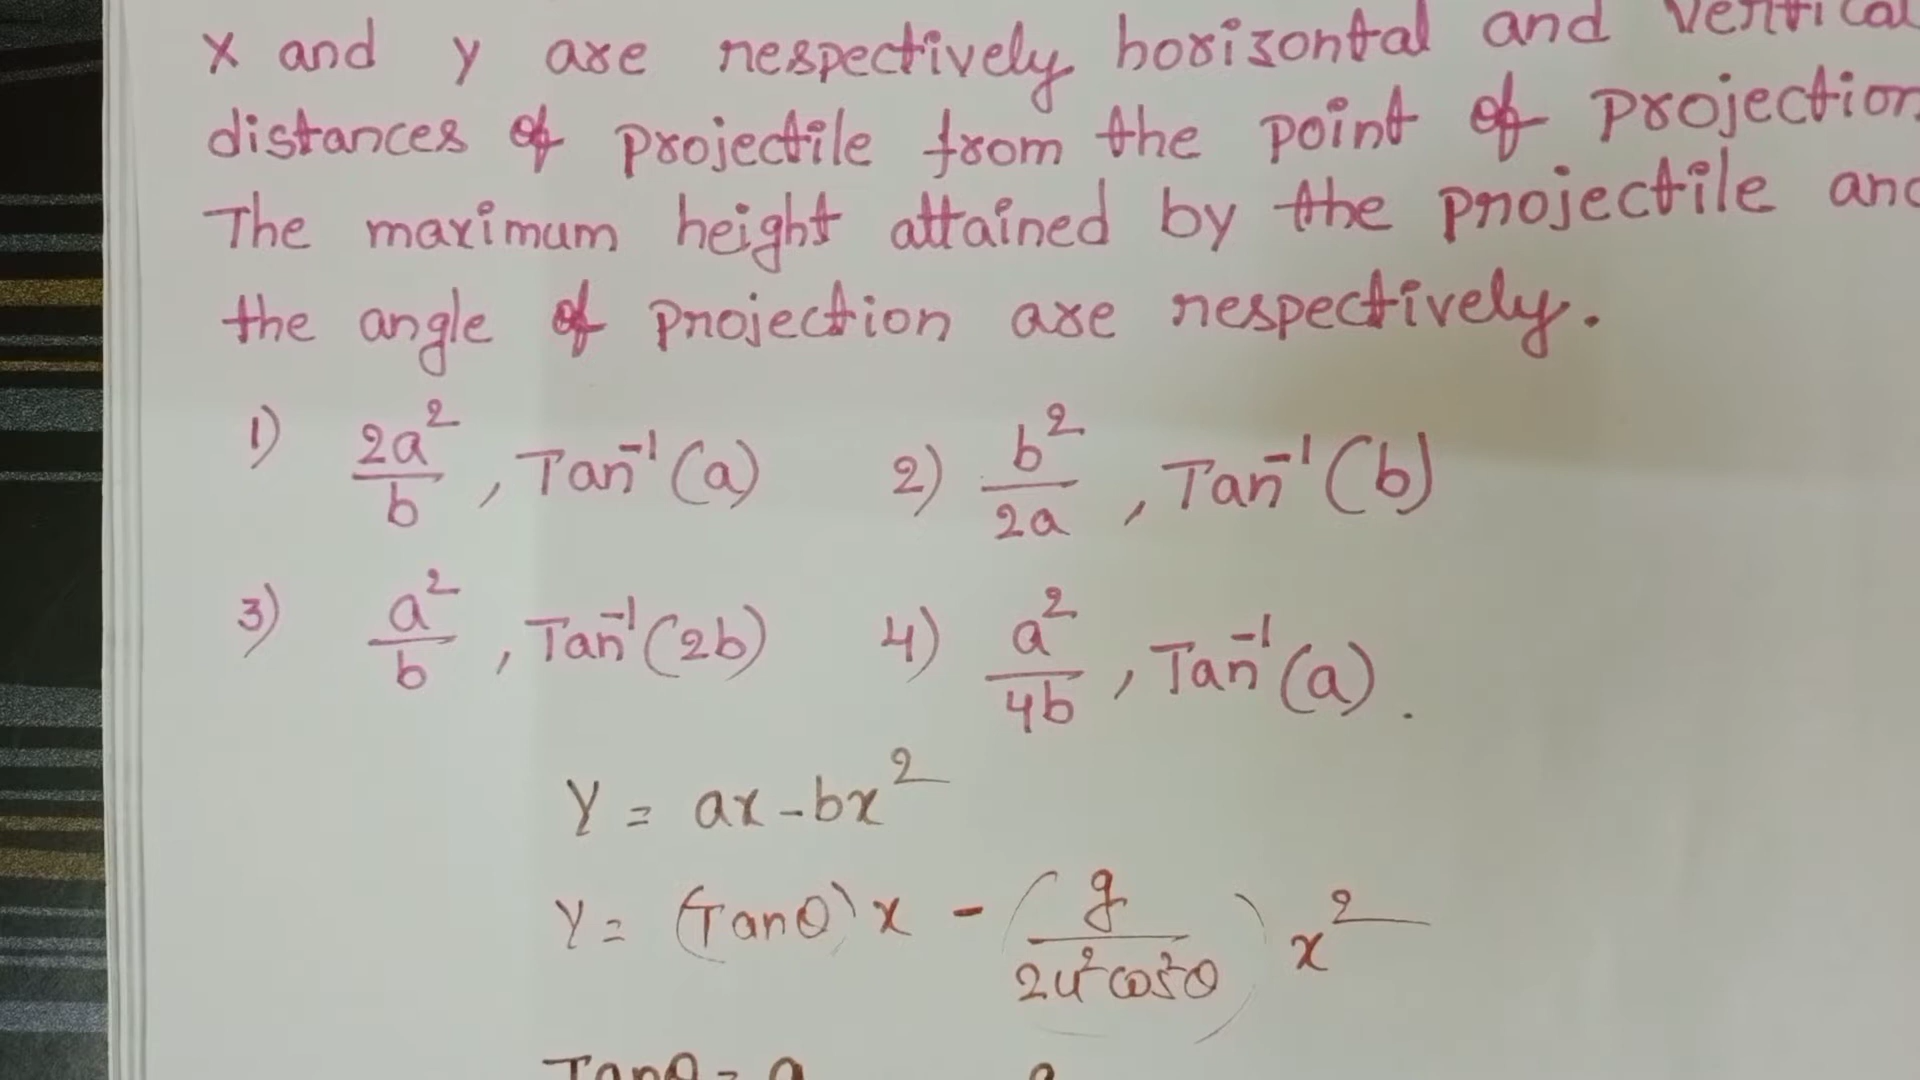 x and y are respectively horizontal and vertical
distances of projectile from the point of projection
The maximum height attained by the projectile and
the angle of projection are respectively.
1) 2a²/b , Tan⁻¹(a) 2) b²/2a , Tan⁻¹(b)
3) a²/b , Tan⁻¹(2b) 4) a²/4b , Tan⁻¹(a).
Y = ax - bx²
Y = (Tanθ)x - (g/2u²cos²θ) x²
Tanθ = a